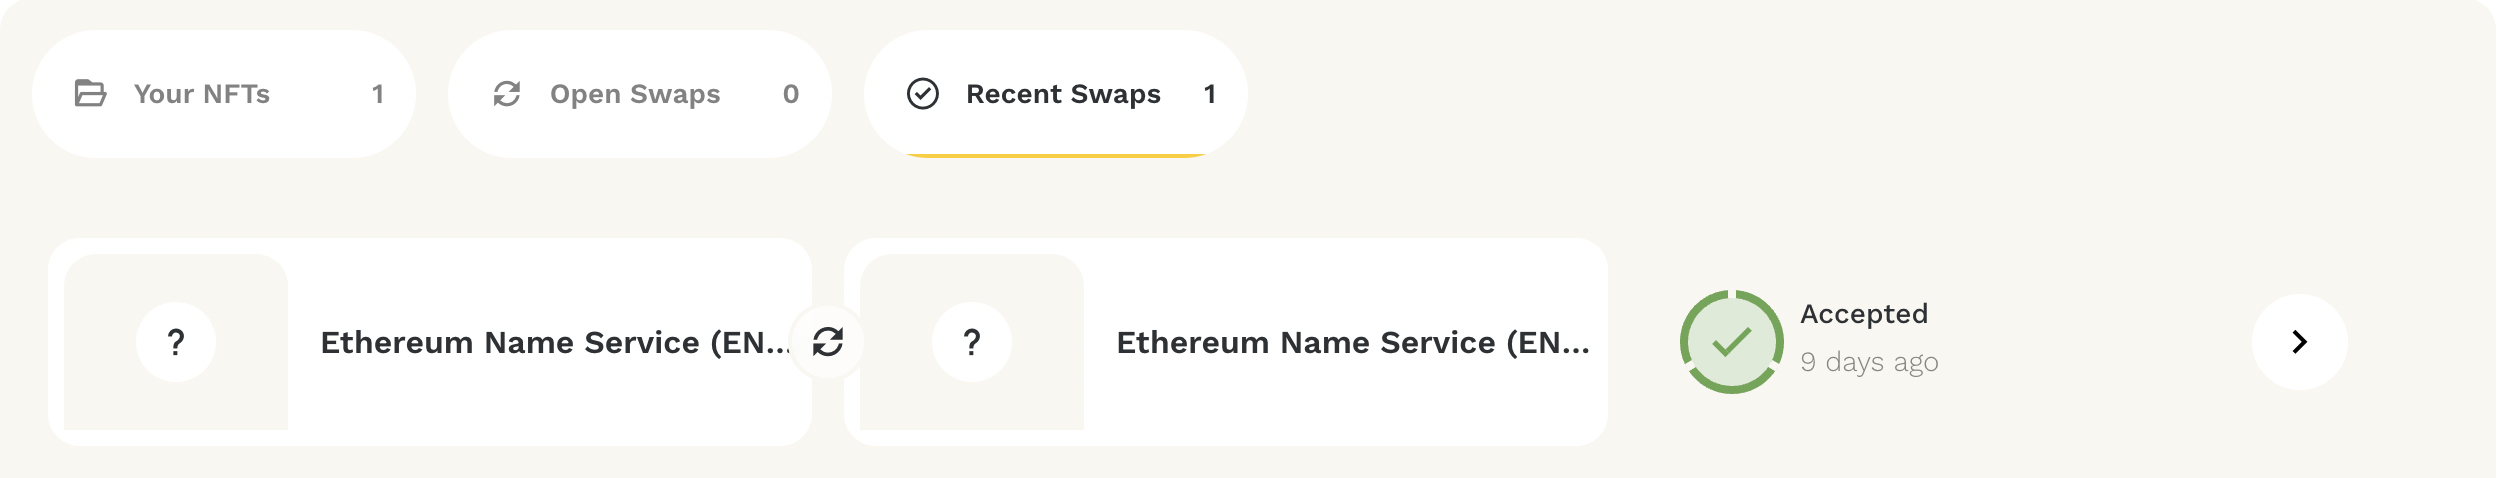 Your NFTs 1
Open Swaps 0
Recent Swaps 1
? Ethereum Name Service (EN...
? Ethereum Name Service (EN...
Accepted
9 days ago